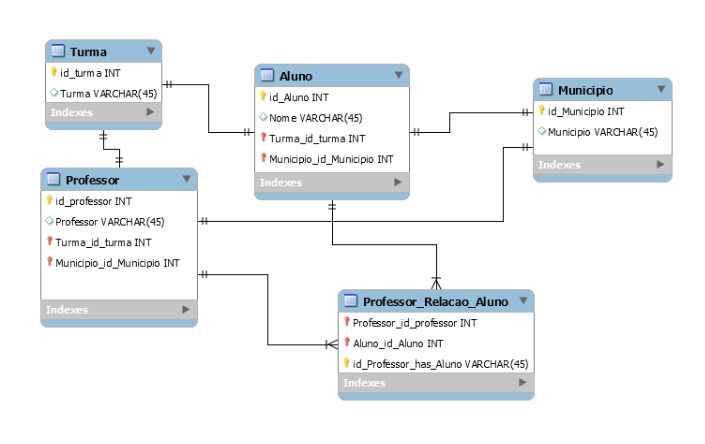 Turma
id_turma INT
Turma VARCHAR(45)
Indexes
Aluno
id_Aluno INT
Nome VARCHAR(45)
Turma_id_turma INT
Municipio_id_Municipio INT
Indexes
Municipio
id_Municipio INT
Municipio VARCHAR(45)
Indexes
Professor
id_professor INT
Professor VARCHAR(45)
Turma_id_turma INT
Municipio_id_Municipio INT
Indexes
Professor_Relacao_Aluno
Professor_id_professor INT
Aluno_id_Aluno INT
id_Professor_has_Aluno VARCHAR(45)
Indexes